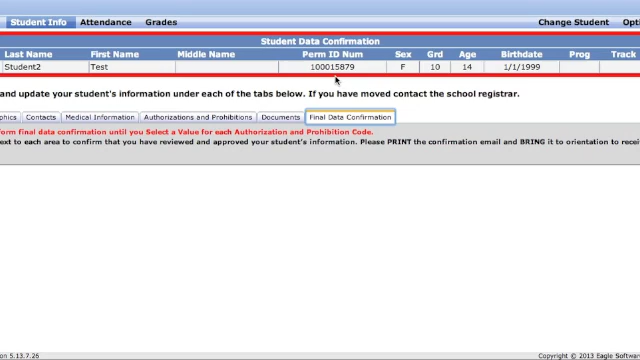 Student Info Attendance Grades Change Student Opti
Student Data Confirmation
Last Name First Name Middle Name Perm ID Num Sex Grd Age Birthdate Prog Track
Student2 Test 100015879 F 10 14 1/1/1999
and update your student's information under each of the tabs below. If you have moved contact the school registrar.
phics Contacts Medical Information Authorizations and Prohibitions Documents Final Data Confirmation
form final data confirmation until you Select a Value for each Authorization and Prohibition Code.
ext to each area to confirm that you have reviewed and approved your student's information. Please PRINT the confirmation email and BRING it to orientation to receiv
on 5.13.7.26 Copyright © 2013 Eagle Software